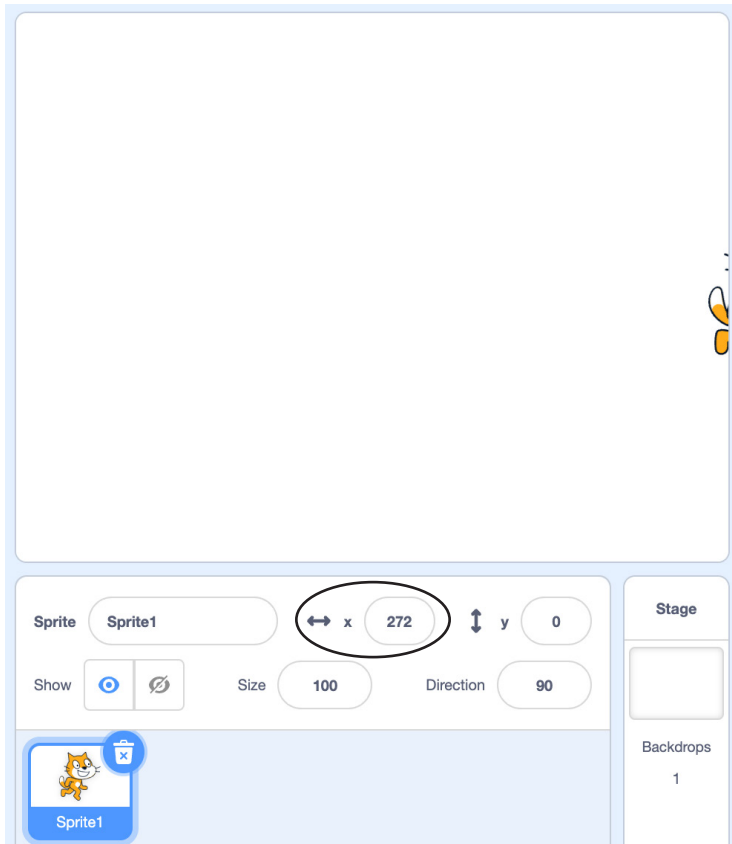 Sprite Sprite1 x 272 y 0
Show Size 100 Direction 90
Sprite1
Stage
Backdrops
1